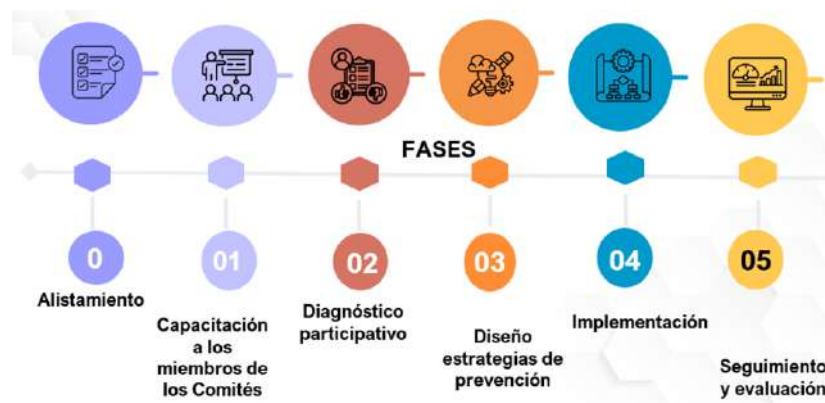 FASES
0
Alistamiento
01
Capacitación
a los
miembros de
los Comités
02
Diagnóstico
participativo
03
Diseño
estrategias de
prevención
04
Implementación
05
Seguimiento
y evaluación